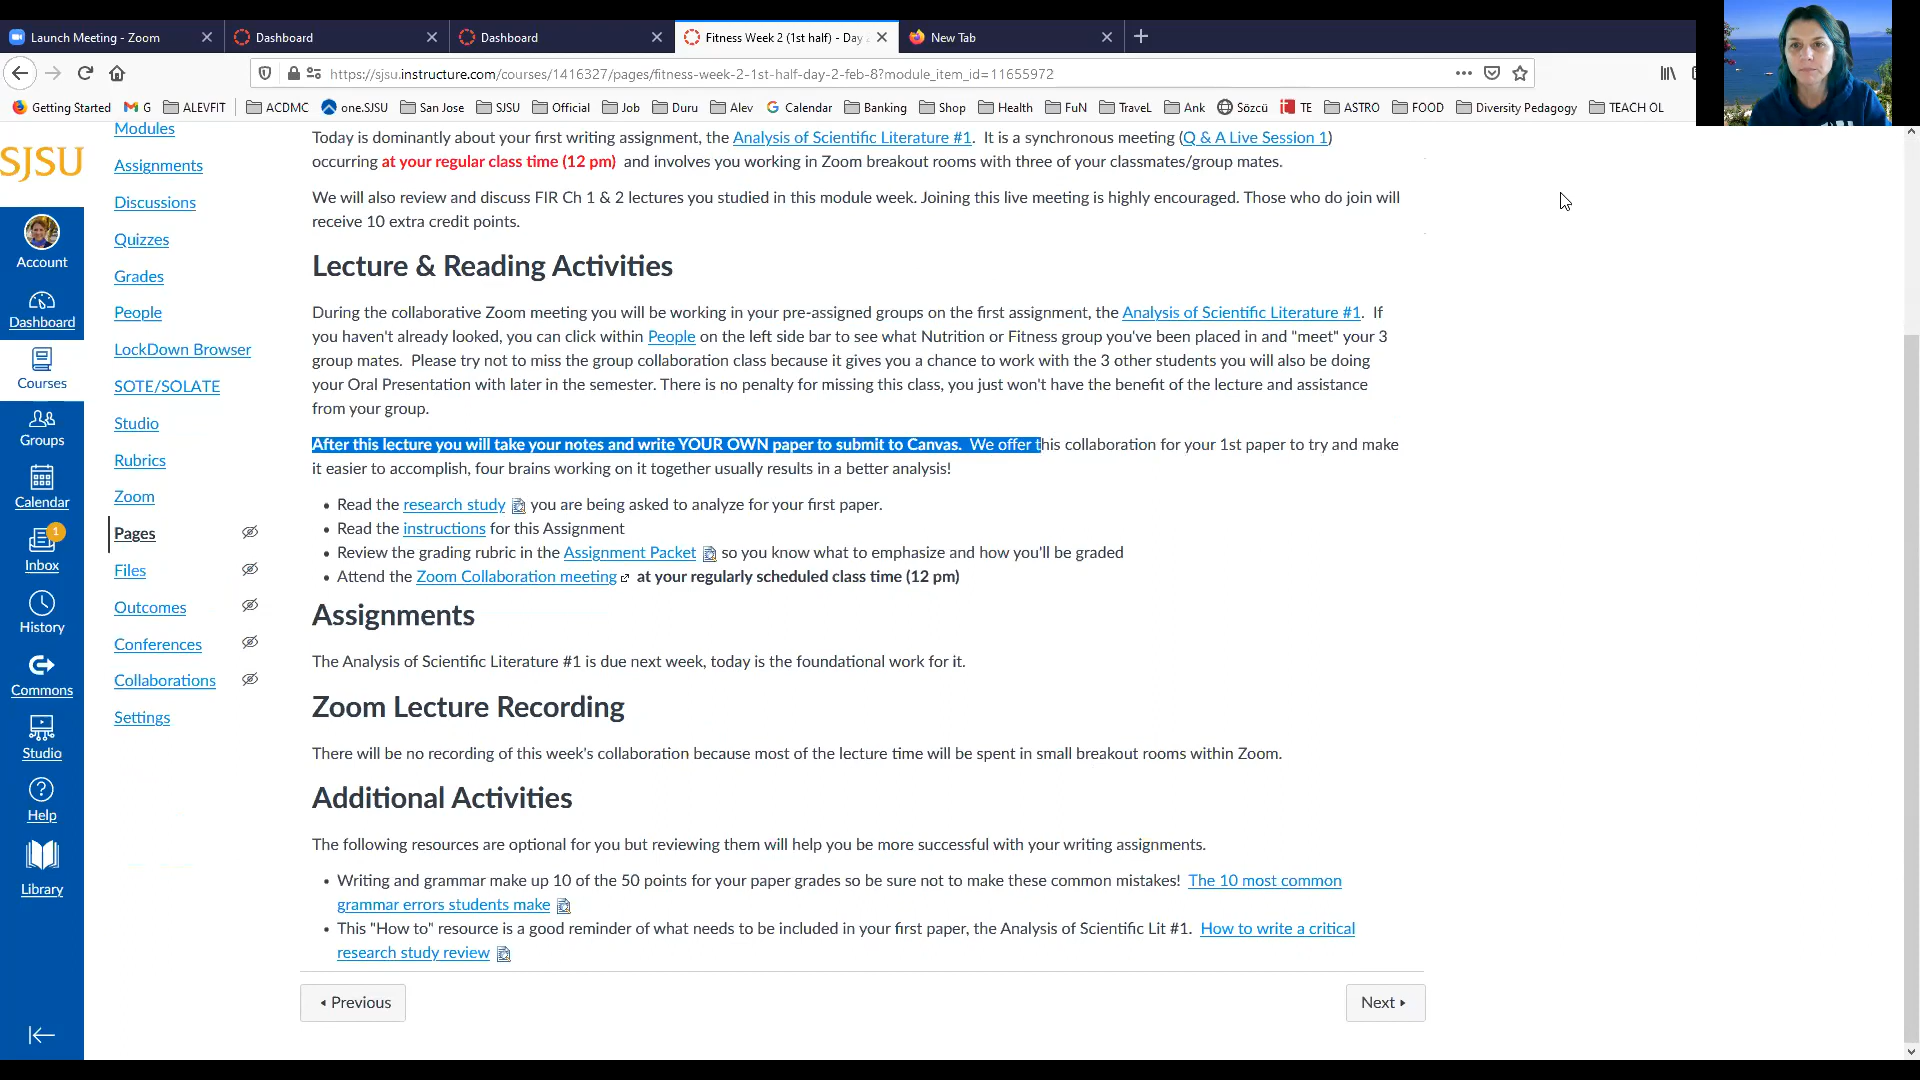 Launch Meeting - Zoom
Dashboard
Dashboard
Fitness Week 2 (1st half) - Day
New Tab
https://sjsu.instructure.com/courses/1416327/pages/fitness-week-2-1st-half-day-2-feb-8?module_item_id=11655972
Getting Started G ALEVFIT ACDMC one.SJSU San Jose SJSU Official Job Duru Alev Calendar Banking Shop Health FuN TraveL Ank Sözcü TE ASTRO FOOD Diversity Pedagogy TEACH OL
SJSU
Account
Dashboard
Courses
Groups
Calendar
1
Inbox
History
Commons
Studio
Help
Library
Modules
Assignments
Discussions
Quizzes
Grades
People
LockDown Browser
SOTE/SOLATE
Studio
Rubrics
Zoom
Pages
Files
Outcomes
Conferences
Collaborations
Settings
Today is dominantly about your first writing assignment, the Analysis of Scientific Literature #1. It is a synchronous meeting (Q & A Live Session 1)
occurring at your regular class time (12 pm) and involves you working in Zoom breakout rooms with three of your classmates/group mates.
We will also review and discuss FIR Ch 1 & 2 lectures you studied in this module week. Joining this live meeting is highly encouraged. Those who do join will
receive 10 extra credit points.
Lecture & Reading Activities
During the collaborative Zoom meeting you will be working in your pre-assigned groups on the first assignment, the Analysis of Scientific Literature #1. If
you haven't already looked, you can click within People on the left side bar to see what Nutrition or Fitness group you've been placed in and "meet" your 3
group mates. Please try not to miss the group collaboration class because it gives you a chance to work with the 3 other students you will also be doing
your Oral Presentation with later in the semester. There is no penalty for missing this class, you just won't have the benefit of the lecture and assistance
from your group.
After this lecture you will take your notes and write YOUR OWN paper to submit to Canvas. We offer this collaboration for your 1st paper to try and make
it easier to accomplish, four brains working on it together usually results in a better analysis!
• Read the research study you are being asked to analyze for your first paper.
• Read the instructions for this Assignment
• Review the grading rubric in the Assignment Packet so you know what to emphasize and how you'll be graded
• Attend the Zoom Collaboration meeting at your regularly scheduled class time (12 pm)
Assignments
The Analysis of Scientific Literature #1 is due next week, today is the foundational work for it.
Zoom Lecture Recording
There will be no recording of this week's collaboration because most of the lecture time will be spent in small breakout rooms within Zoom.
Additional Activities
The following resources are optional for you but reviewing them will help you be more successful with your writing assignments.
• Writing and grammar make up 10 of the 50 points for your paper grades so be sure not to make these common mistakes! The 10 most common
grammar errors students make
• This "How to" resource is a good reminder of what needs to be included in your first paper, the Analysis of Scientific Lit #1. How to write a critical
research study review
Previous
Next